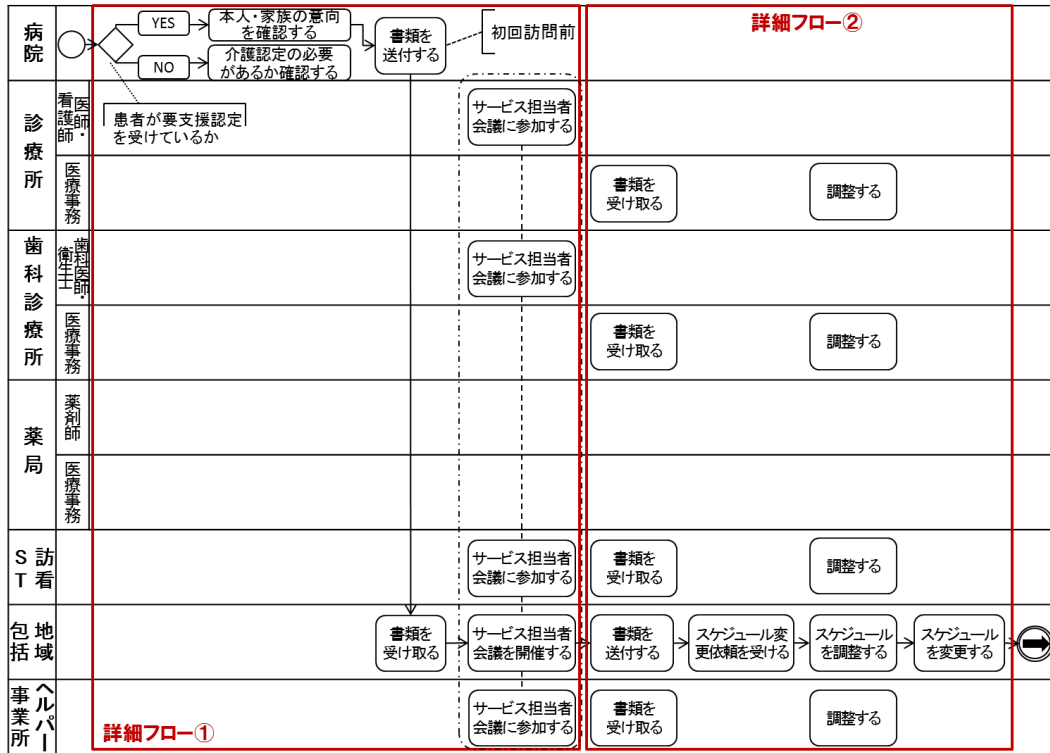 詳細フロー②
病院
YES
本人・家族の意向
を確認する
NO
介護認定の必要
があるか確認する
書類を
送付する
初回訪問前
患者が要支援認定
を受けているか
診療所
医師・
看護師
サービス担当者
会議に参加する
医療事務
書類を
受け取る
調整する
歯科診療所
歯科医師・
衛生士
サービス担当者
会議に参加する
医療事務
書類を
受け取る
調整する
薬局
薬剤師
医療事務
訪看
ST
サービス担当者
会議に参加する
書類を
受け取る
調整する
地域
包括
書類を
受け取る
サービス担当者
会議を開催する
書類を
送付する
スケジュール変
更依頼を受ける
スケジュール
を調整する
スケジュール
を変更する
ヘルパー
事業所
サービス担当者
会議に参加する
書類を
受け取る
調整する
詳細フロー①